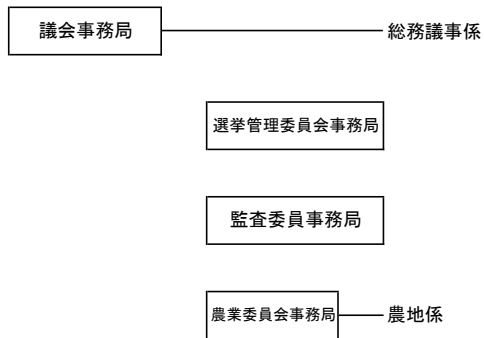 議会事務局
総務議事係
選挙管理委員会事務局
監査委員事務局
農業委員会事務局
農地係